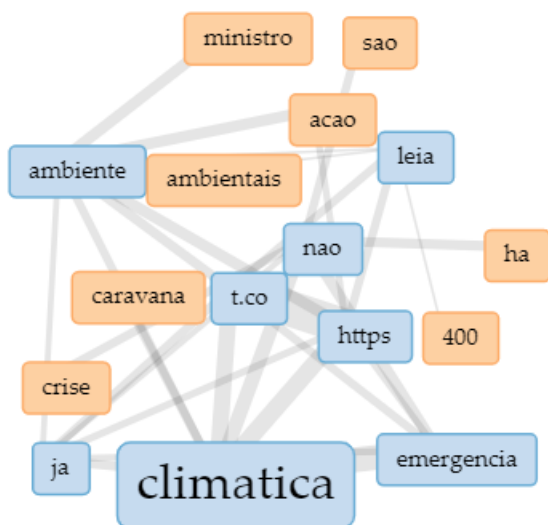 ministro
sao
acao
leia
ambiente
ambientais
nao
ha
caravana
t.co
https
400
crise
ja
climatica
emergencia